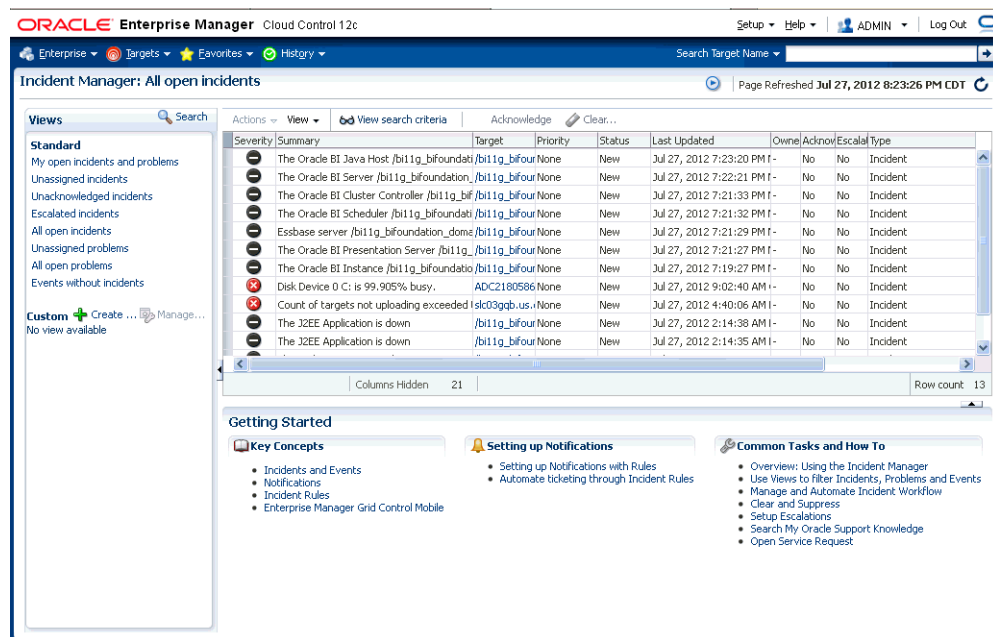 ORACLE Enterprise Manager Cloud Control 12c
Setup Help ADMIN Log Out
Enterprise Targets Favorites History Search Target Name
Incident Manager: All open incidents
Page Refreshed Jul 27, 2012 8:23:26 PM CDT
Views Search
Standard
My open incidents and problems
Unassigned incidents
Unacknowledged incidents
Escalated incidents
All open incidents
Unassigned problems
All open problems
Events without incidents
Custom Create ... Manage...
No view available
Actions View View search criteria Acknowledge Clear...
Severity Summary Target Priority Status Last Updated Owne Acknov Escalal Type
The Oracle BI Java Host /bi11g_bifoundati /bi11g_bifour None New Jul 27, 2012 7:23:20 PM - No No Incident
The Oracle BI Server /bi11g_bifoundation_ /bi11g_bifour None New Jul 27, 2012 7:22:21 PM - No No Incident
The Oracle BI Cluster Controller /bi11g_bif /bi11g_bifour None New Jul 27, 2012 7:21:33 PM - No No Incident
The Oracle BI Scheduler /bi11g_bifoundati /bi11g_bifour None New Jul 27, 2012 7:21:32 PM - No No Incident
Essbase server /bi11g_bifoundation_doma /bi11g_bifour None New Jul 27, 2012 7:21:29 PM - No No Incident
The Oracle BI Presentation Server /bi11g_ /bi11g_bifour None New Jul 27, 2012 7:21:27 PM - No No Incident
The Oracle BI Instance /bi11g_bifoundatio /bi11g_bifour None New Jul 27, 2012 7:19:27 PM - No No Incident
Disk Device 0 C: is 99.905% busy. ADC2180586 None New Jul 27, 2012 9:02:40 AM - No No Incident
Count of targets not uploading exceeded slc03gqb.us. None New Jul 27, 2012 4:40:06 AM - No No Incident
The J2EE Application is down /bi11g_bifour None New Jul 27, 2012 2:14:38 AM - No No Incident
The J2EE Application is down /bi11g_bifour None New Jul 27, 2012 2:14:35 AM - No No Incident
Columns Hidden 21 Row count 13
Getting Started
Key Concepts
Incidents and Events
Notifications
Incident Rules
Enterprise Manager Grid Control Mobile
Setting up Notifications
Setting up Notifications with Rules
Automate ticketing through Incident Rules
Common Tasks and How To
Overview: Using the Incident Manager
Use Views to filter Incidents, Problems and Events
Manage and Automate Incident Workflow
Clear and Suppress
Setup Escalations
Search My Oracle Support Knowledge
Open Service Request